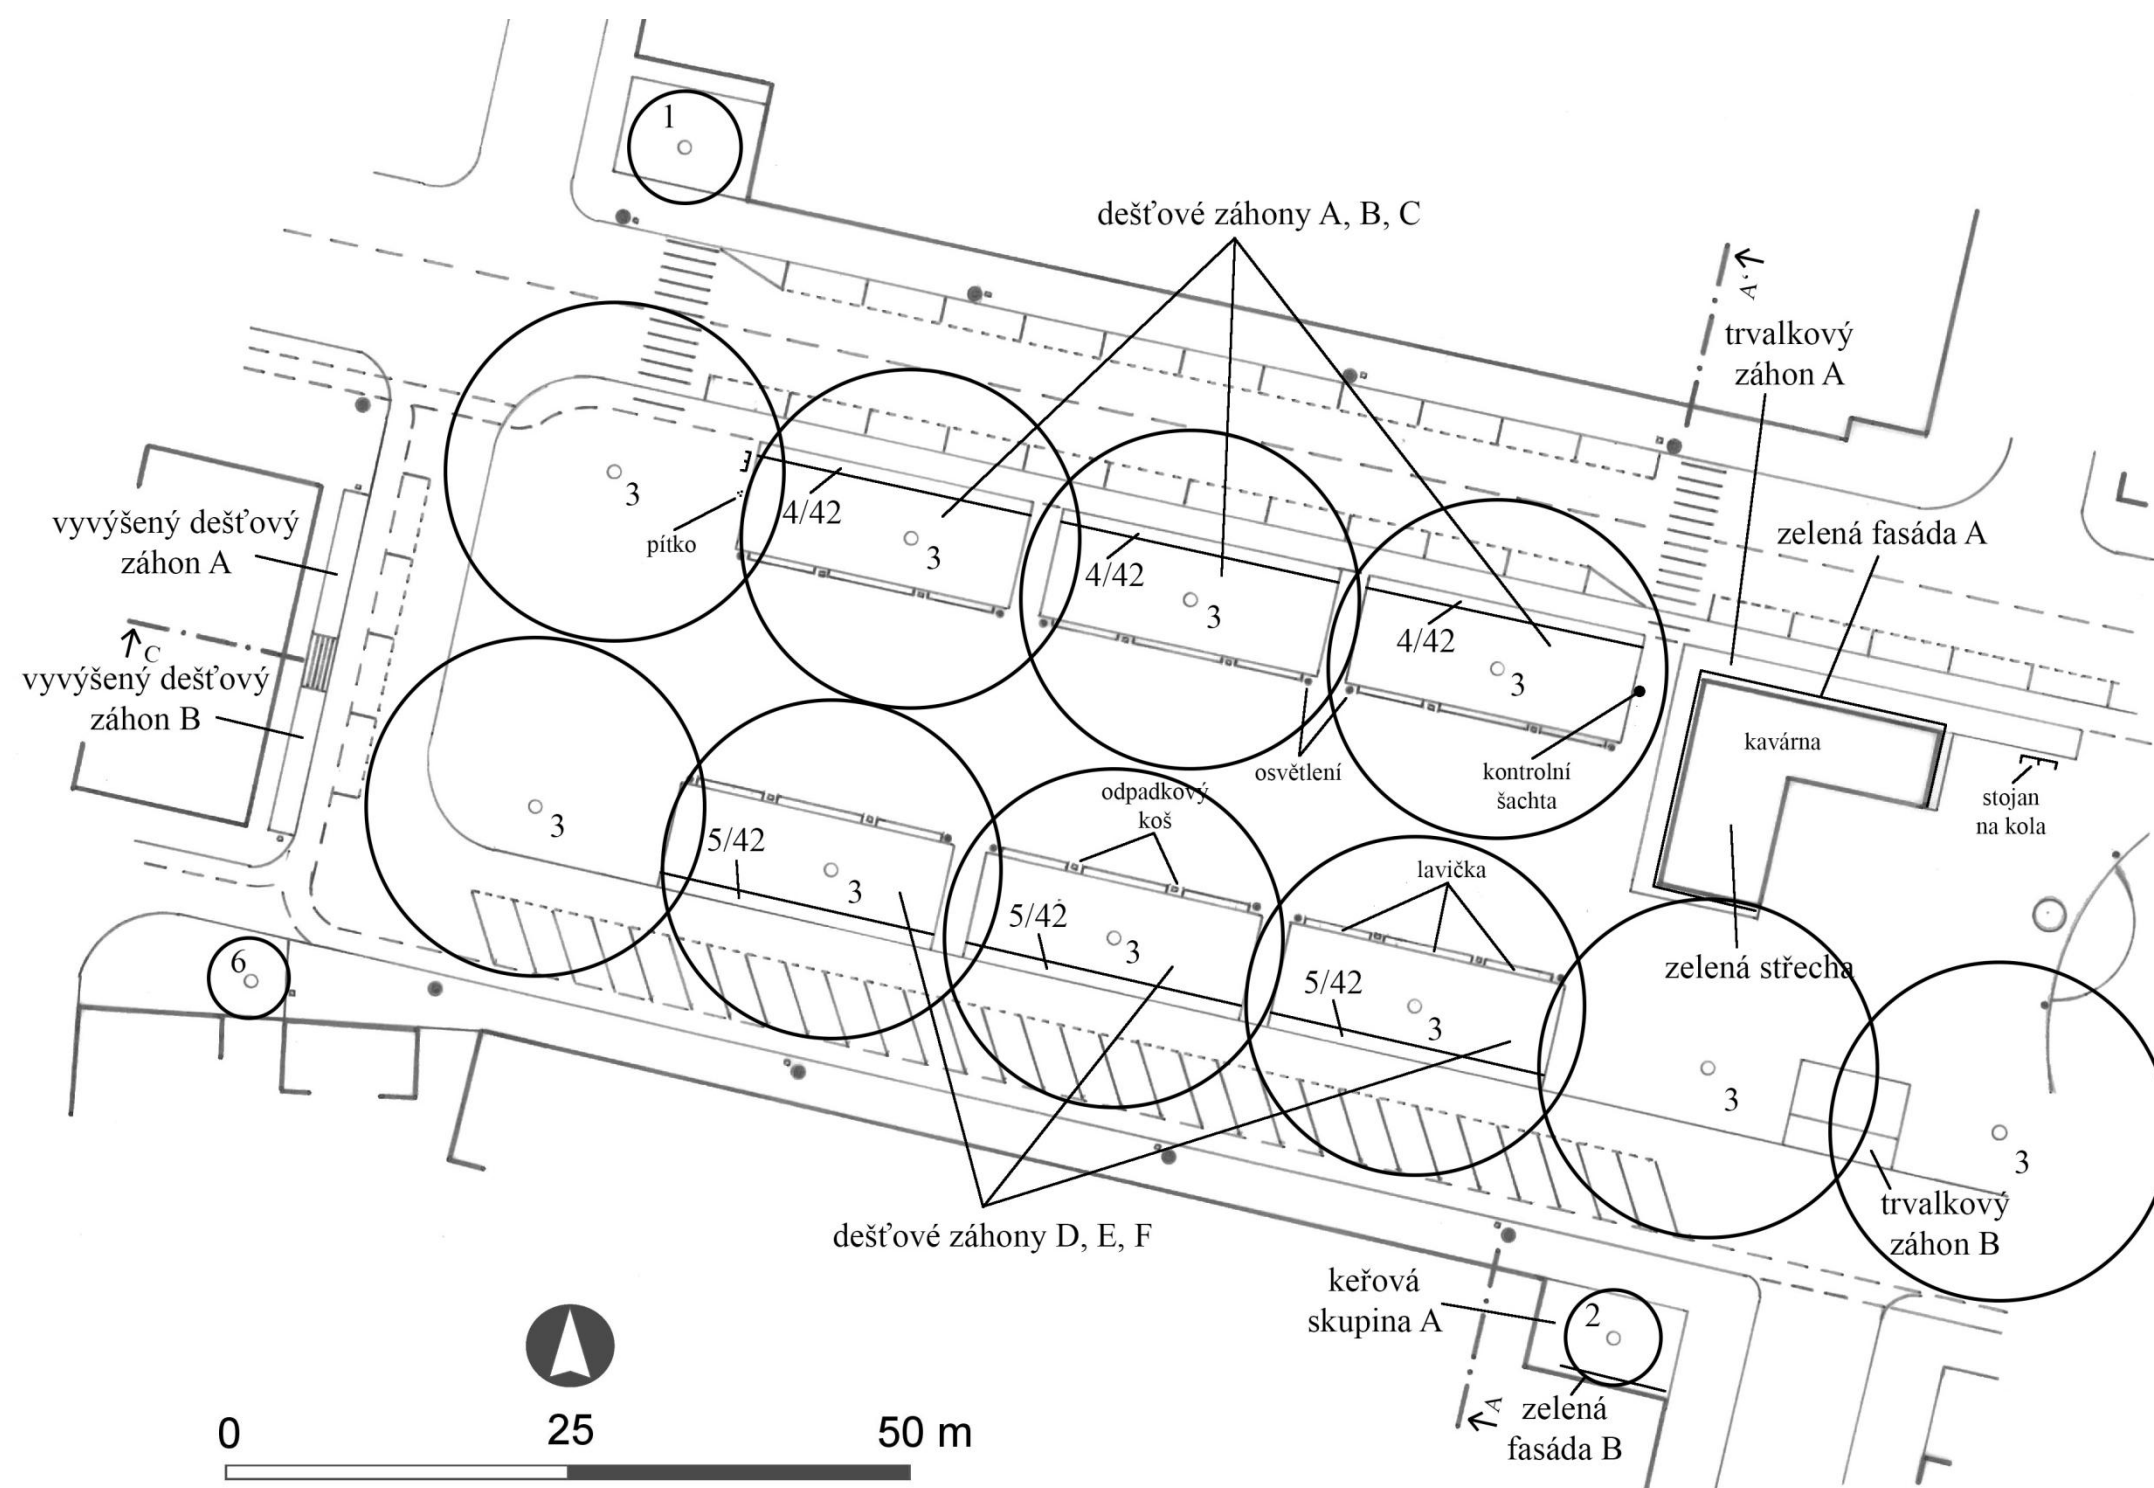 1
dešťové záhony A, B, C
A'
trvalkový
záhon A
3
4/42
3
pítko
4/42
3
zelená fasáda A
vyvýšený dešťový
záhon A
4/42
3
C
vyvýšený dešťový
záhon B
kavárna
osvětlení
kontrolní
šachta
stojan
na kola
odpadkový
koš
3
5/42
3
lavička
5/42
3
6
zelená střecha
5/42
3
3
3
trvalkový
záhon B
dešťové záhony D, E, F
keřová
skupina A
2
A
zelená
fasáda B
0
25
50 m